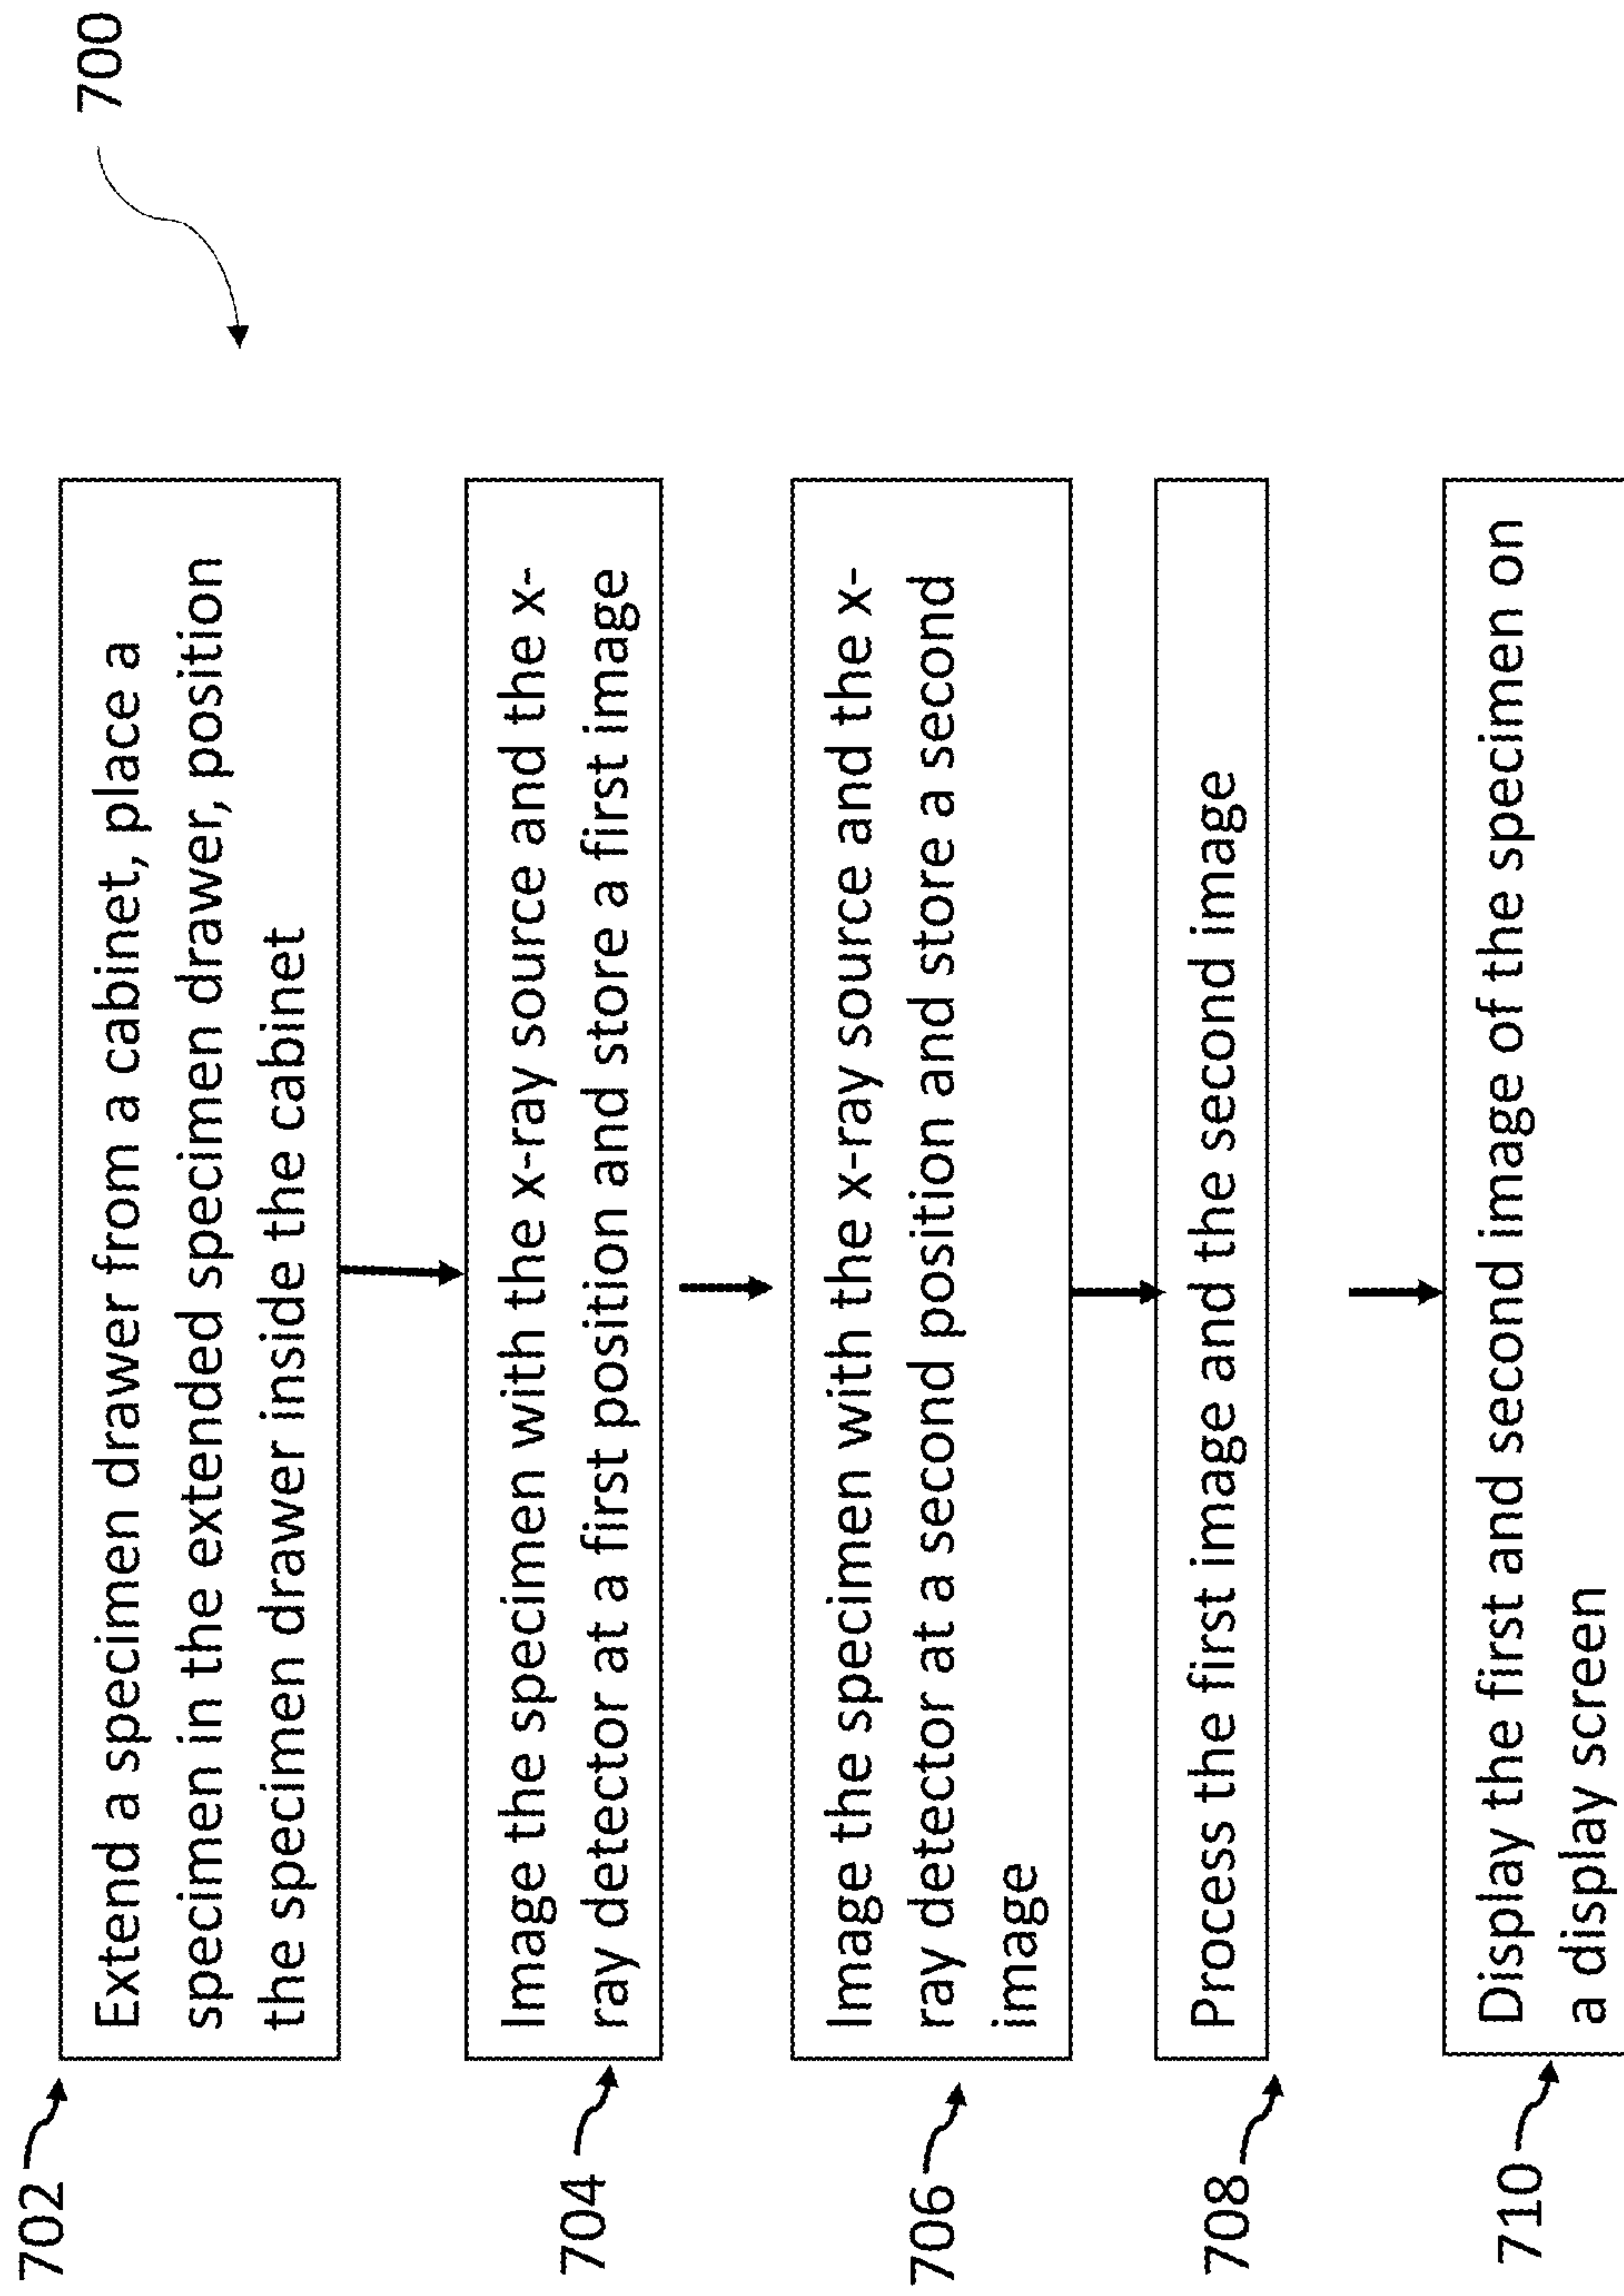 700
702
Extend a specimen drawer from a cabinet, place a
specimen in the extended specimen drawer, position
the specimen drawer inside the cabinet
704
Image the specimen with the x-ray source and the x-
ray detector at a first position and store a first image
706
Image the specimen with the x-ray source and the x-
ray detector at a second position and store a second
image
708
Process the first image and the second image
710
Display the first and second image of the specimen on
a display screen